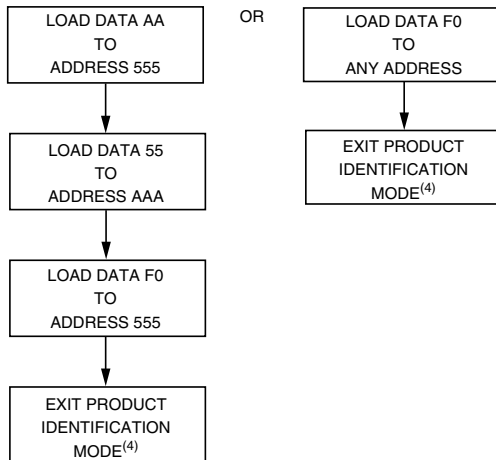 LOAD DATA AA
TO
ADDRESS 555
LOAD DATA 55
TO
ADDRESS AAA
LOAD DATA F0
TO
ADDRESS 555
EXIT PRODUCT
IDENTIFICATION
MODE(4)
OR
LOAD DATA F0
TO
ANY ADDRESS
EXIT PRODUCT
IDENTIFICATION
MODE(4)